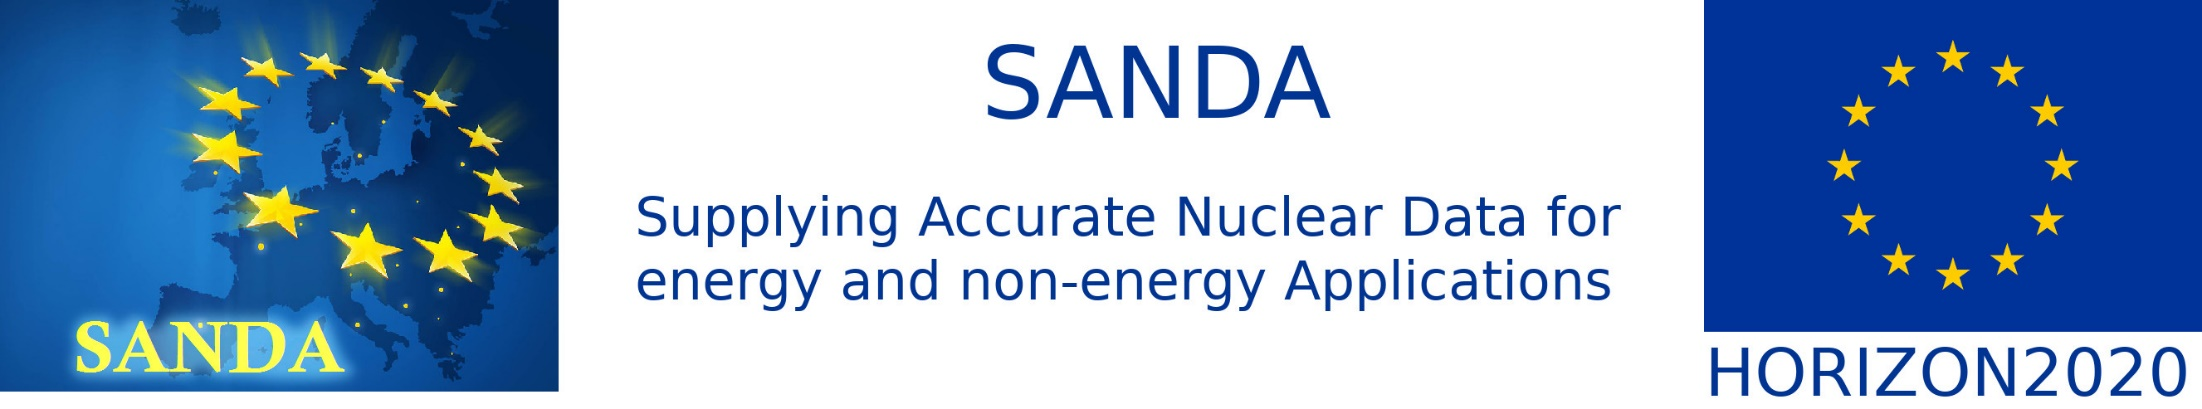 SANDA
SANDA
Supplying Accurate Nuclear Data for
energy and non-energy Applications
HORIZON2020